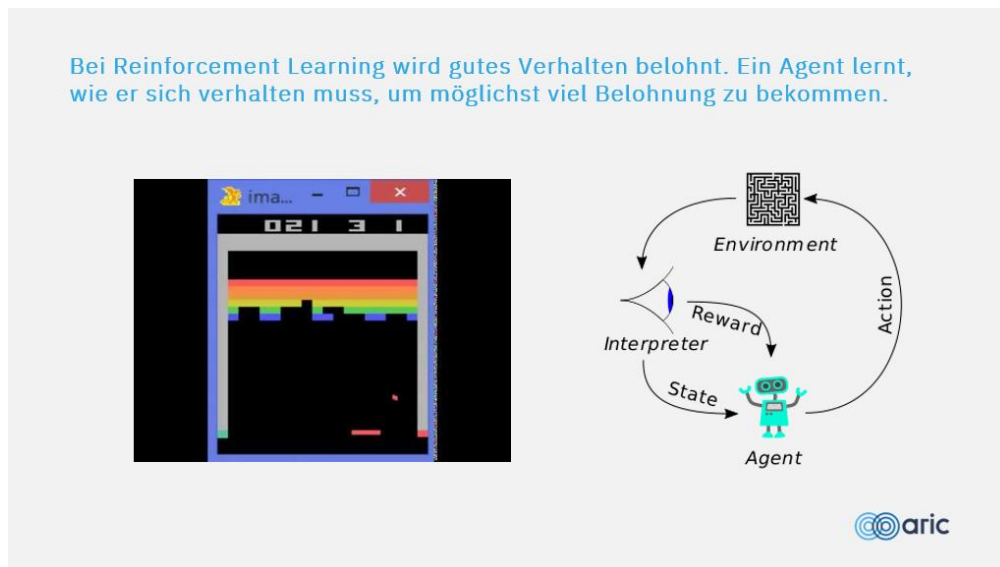 Bei Reinforcement Learning wird gutes Verhalten belohnt. Ein Agent lernt,
wie er sich verhalten muss, um möglichst viel Belohnung zu bekommen.
ima...
021 3 1
Environment
Action
Reward
Interpreter
State
Agent
aric